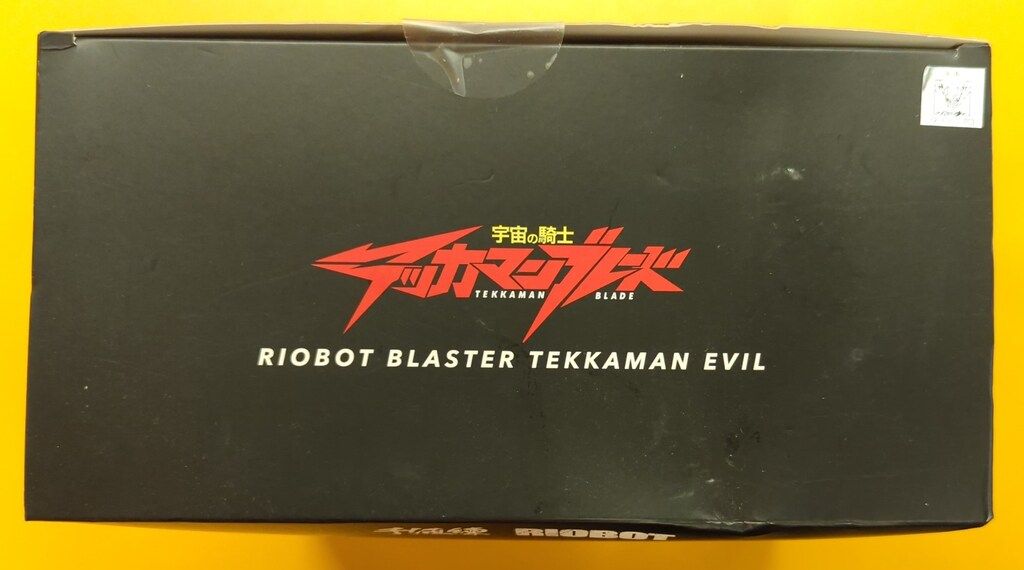 宇宙の騎士
テッカマンブレード
TEKKAMAN BLADE
RIOBOT BLASTER TEKKAMAN EVIL
RIOBOT